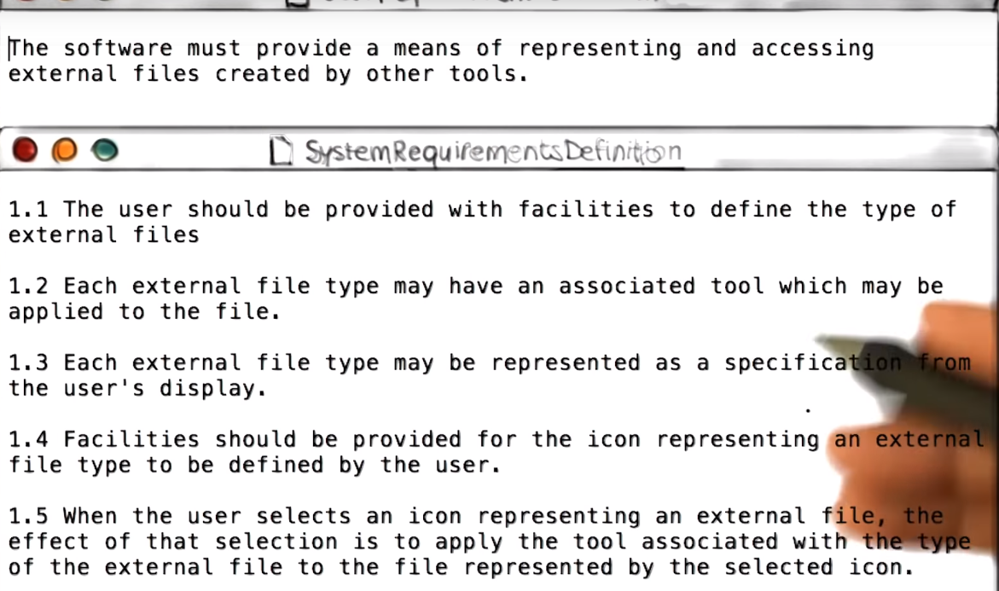 The software must provide a means of representing and accessing
external files created by other tools.
SystemRequirementsDefinition
1.1 The user should be provided with facilities to define the type of
external files
1.2 Each external file type may have an associated tool which may be
applied to the file.
1.3 Each external file type may be represented as a specification from
the user's display.
1.4 Facilities should be provided for the icon representing an external
file type to be defined by the user.
1.5 When the user selects an icon representing an external file, the
effect of that selection is to apply the tool associated with the type
of the external file to the file represented by the selected icon.